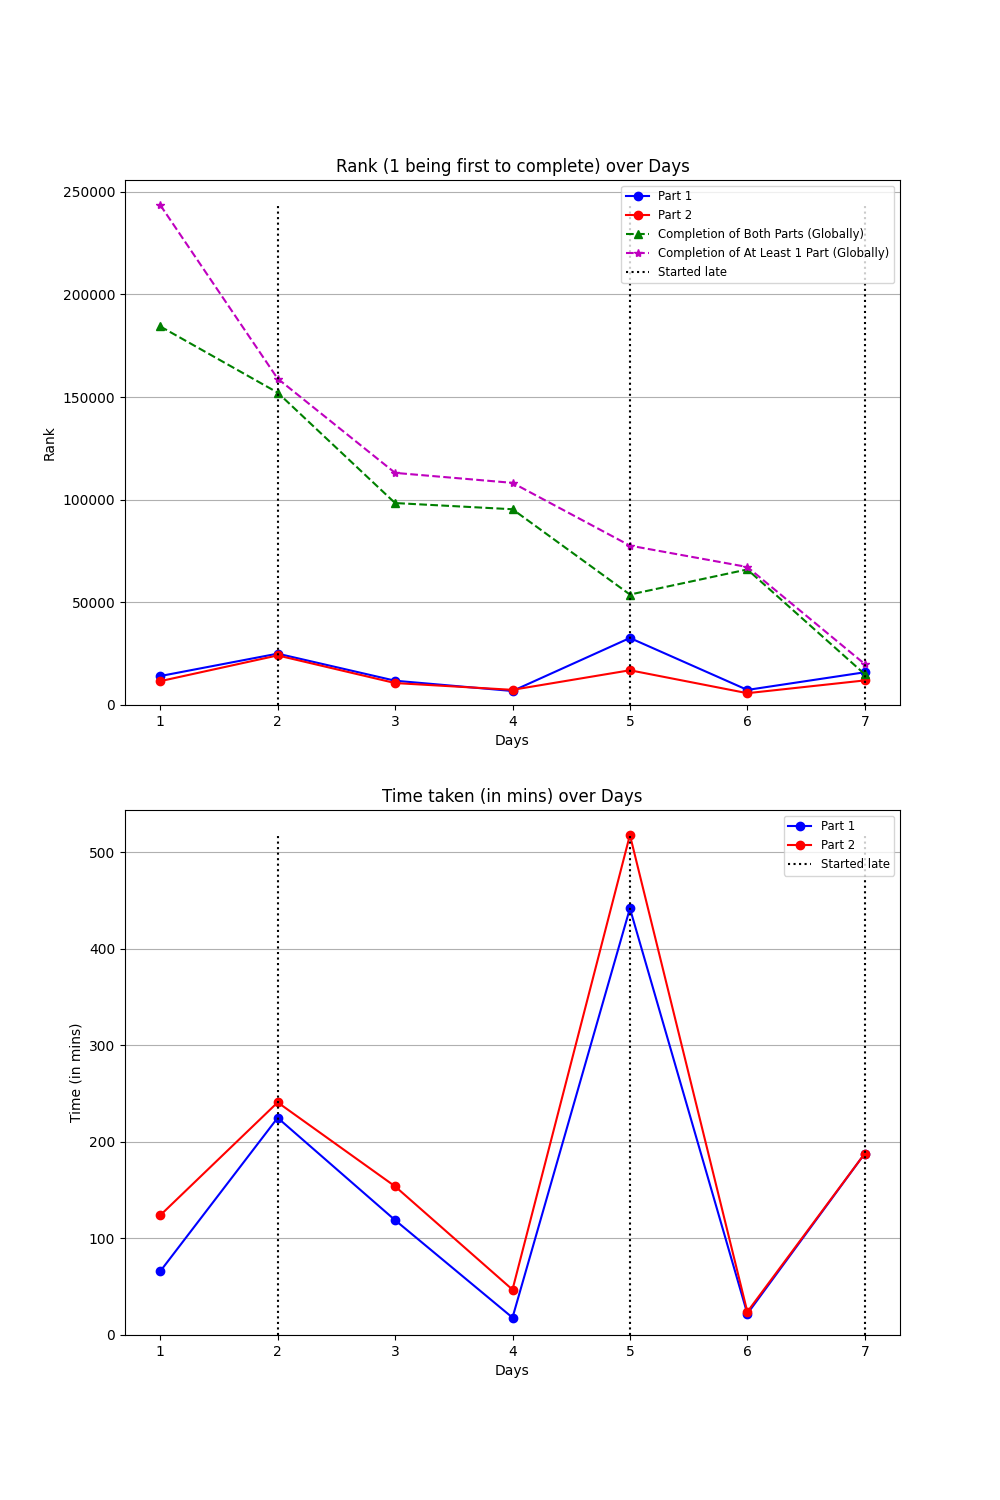 Rank (1 being first to complete) over Days
250000
200000
150000
100000
50000
0
Rank
Part 1
Part 2
Completion of Both Parts (Globally)
Completion of At Least 1 Part (Globally)
Started late
1 2 3 4 5 6 7
Days
Time taken (in mins) over Days
500
400
300
200
100
0
Time (in mins)
Part 1
Part 2
Started late
1 2 3 4 5 6 7
Days